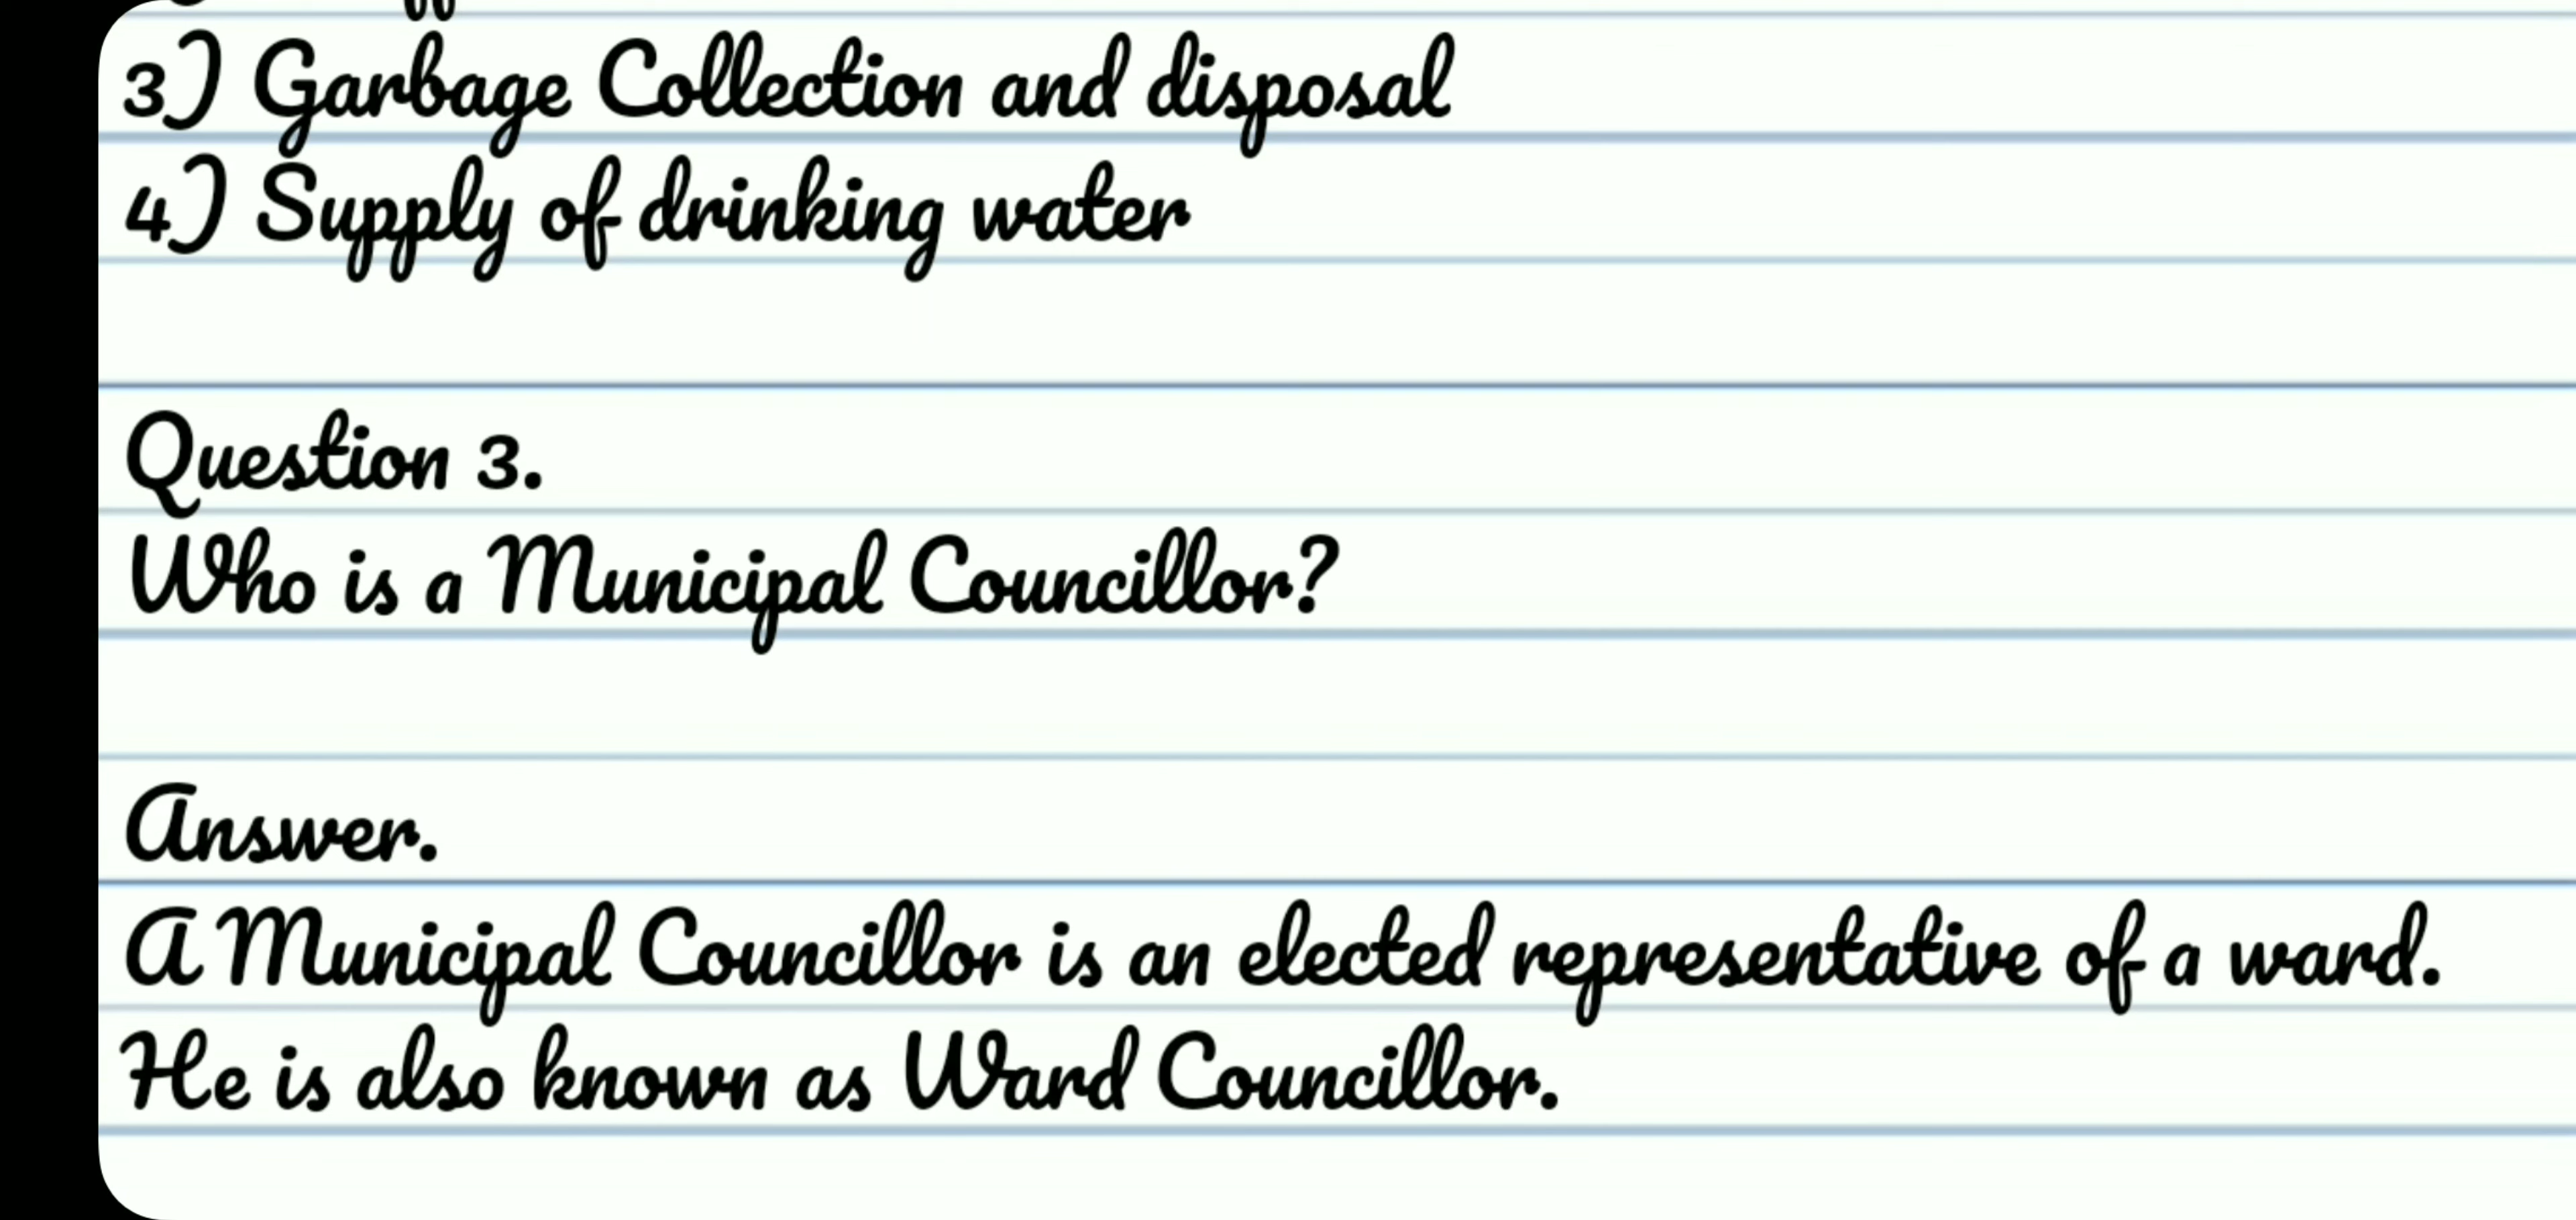 3) Garbage Collection and disposal
4) Supply of drinking water
Question 3.
Who is a Municipal Councillor?
Answer.
A Municipal Councillor is an elected representative of a ward.
He is also known as Ward Councillor.